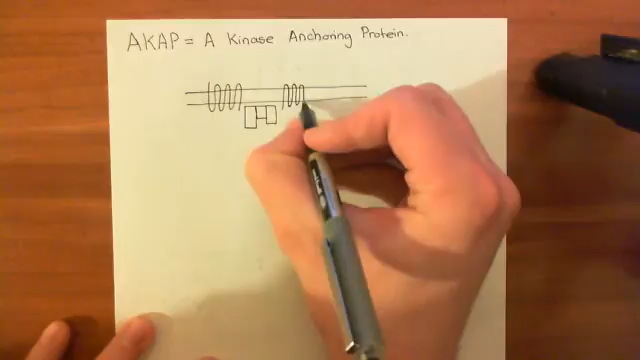 AKAP = A Kinase Anchoring Protein.